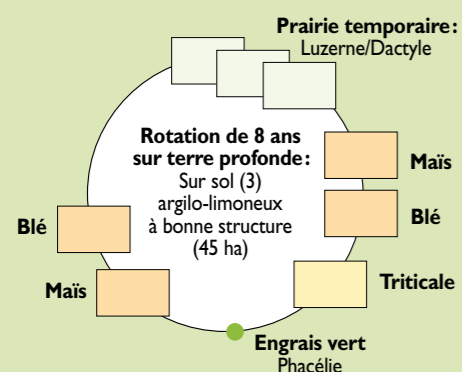 Prairie temporaire :
Luzerne/Dactyle
Rotation de 8 ans
sur terre profonde :
Sur sol (3)
argilo-limoneux
à bonne structure
(45 ha)
Maïs
Blé
Triticale
Engrais vert
Phacélie
Maïs
Blé